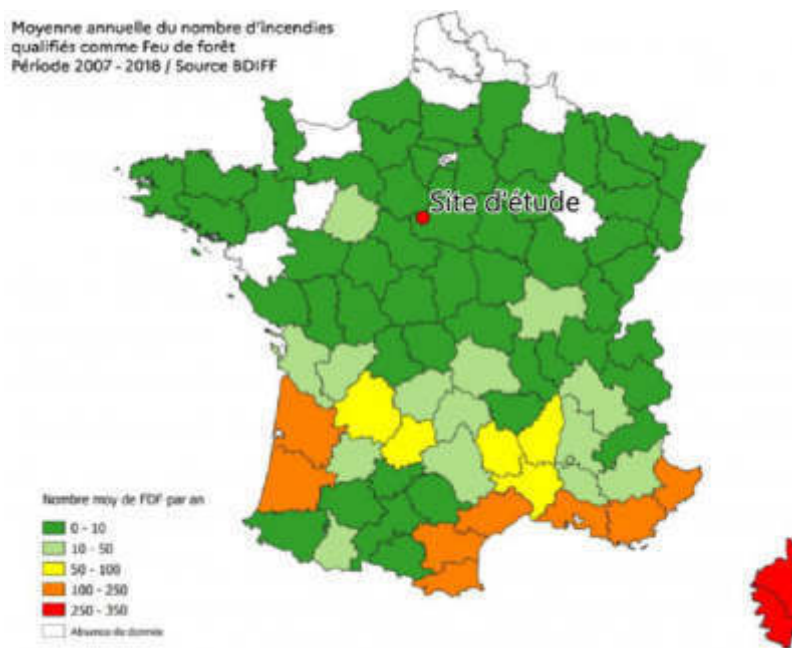 Moyenne annuelle du nombre d'incendies
qualifiés comme Feu de forêt
Période 2007 - 2018 / Source BDIFF
Site d'étude
Nombre moy de FDF par an
0 - 10
10 - 50
50 - 100
100 - 250
250 - 350
Absence de donnée